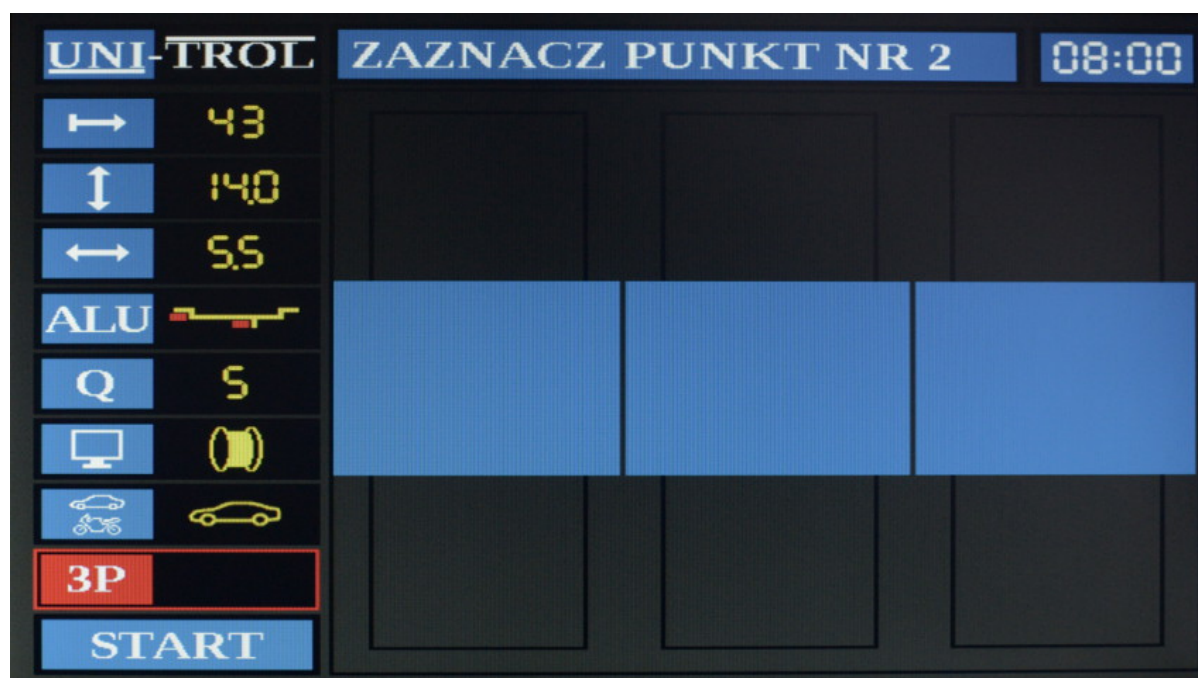 UNI-TROL
ZAZNACZ PUNKT NR 2
08:00
43
14.0
5.5
ALU
Q
5
3P
START